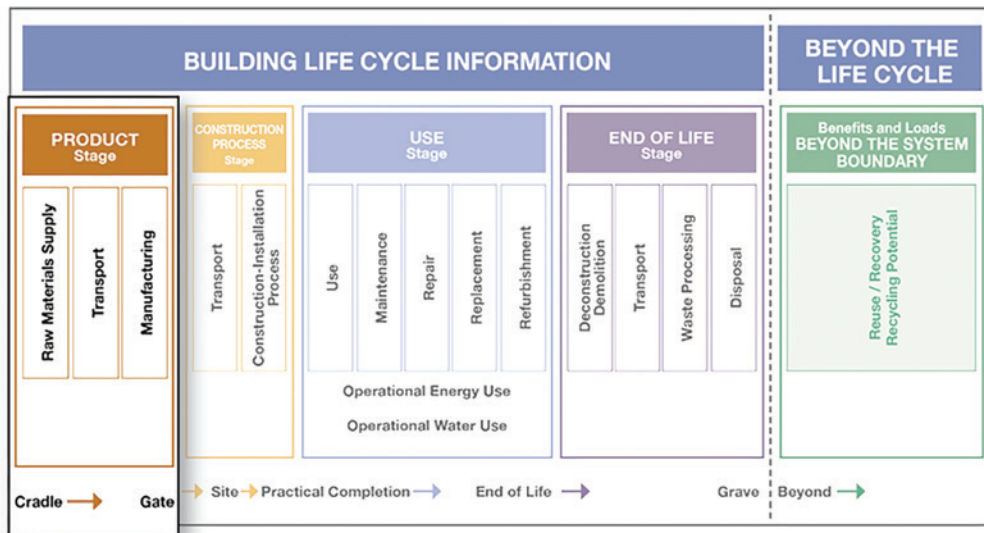 BUILDING LIFE CYCLE INFORMATION
BEYOND THE
LIFE CYCLE
PRODUCT
Stage
Raw Materials Supply
Transport
Manufacturing
CONSTRUCTION
PROCESS
Stage
Transport
Construction-Installation
Process
USE
Stage
Use
Maintenance
Repair
Replacement
Refurbishment
Operational Energy Use
Operational Water Use
END OF LIFE
Stage
Deconstruction
Demolition
Transport
Waste Processing
Disposal
Benefits and Loads
BEYOND THE SYSTEM
BOUNDARY
Reuse / Recovery
Recycling Potential
Cradle → Gate → Site → Practical Completion → End of Life → Grave Beyond →